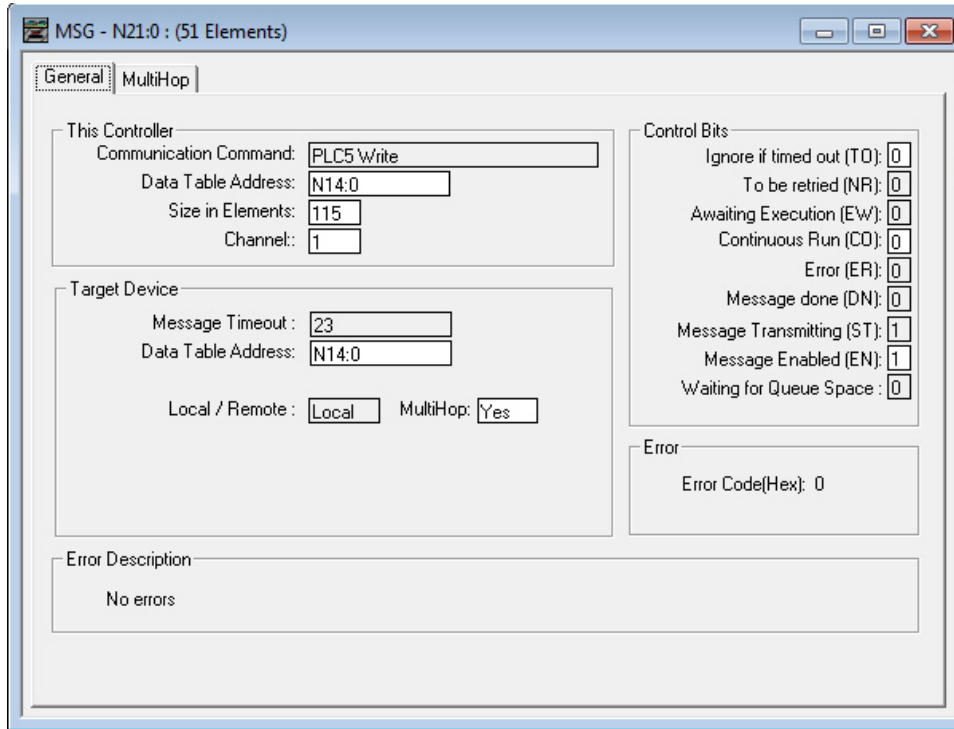 MSG - N21:0 : (51 Elements)
General MultiHop
This Controller
Communication Command: PLC5 Write
Data Table Address: N14:0
Size in Elements: 115
Channel:: 1
Target Device
Message Timeout : 23
Data Table Address: N14:0
Local / Remote : Local MultiHop: Yes
Control Bits
Ignore if timed out (TO): 0
To be retried (NR): 0
Awaiting Execution (EW): 0
Continuous Run (CO): 0
Error (ER): 0
Message done (DN): 0
Message Transmitting (ST): 1
Message Enabled (EN): 1
Waiting for Queue Space : 0
Error
Error Code(Hex): 0
Error Description
No errors